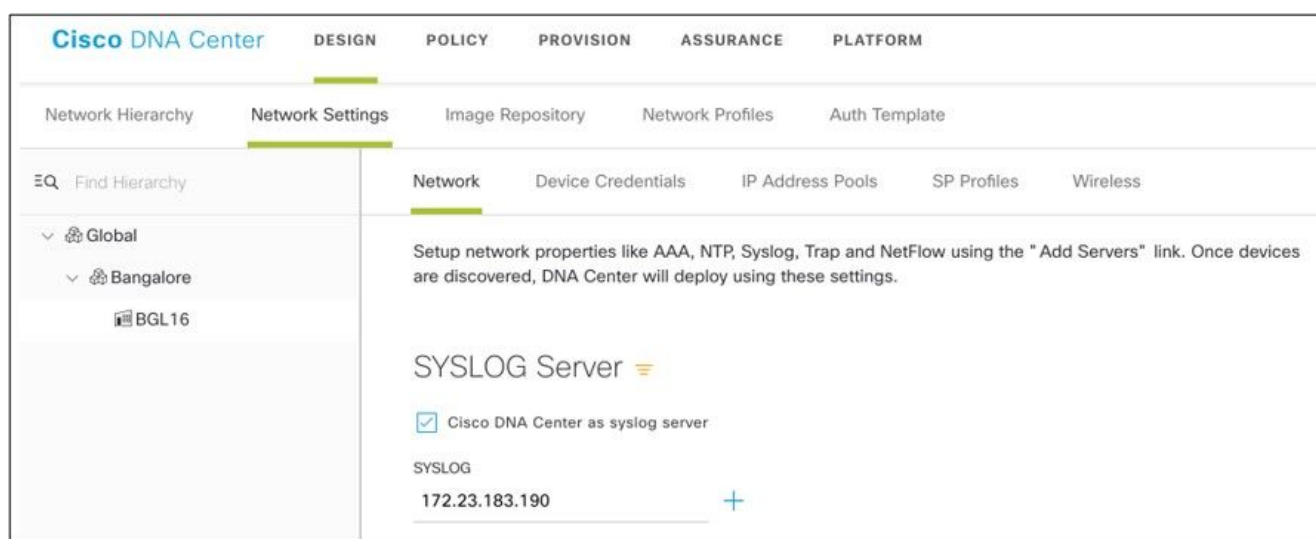 Cisco DNA Center DESIGN POLICY PROVISION ASSURANCE PLATFORM
Network Hierarchy Network Settings Image Repository Network Profiles Auth Template
Find Hierarchy
Network Device Credentials IP Address Pools SP Profiles Wireless
Global
Bangalore
BGL16
Setup network properties like AAA, NTP, Syslog, Trap and NetFlow using the "Add Servers" link. Once devices
are discovered, DNA Center will deploy using these settings.
SYSLOG Server
Cisco DNA Center as syslog server
SYSLOG
172.23.183.190